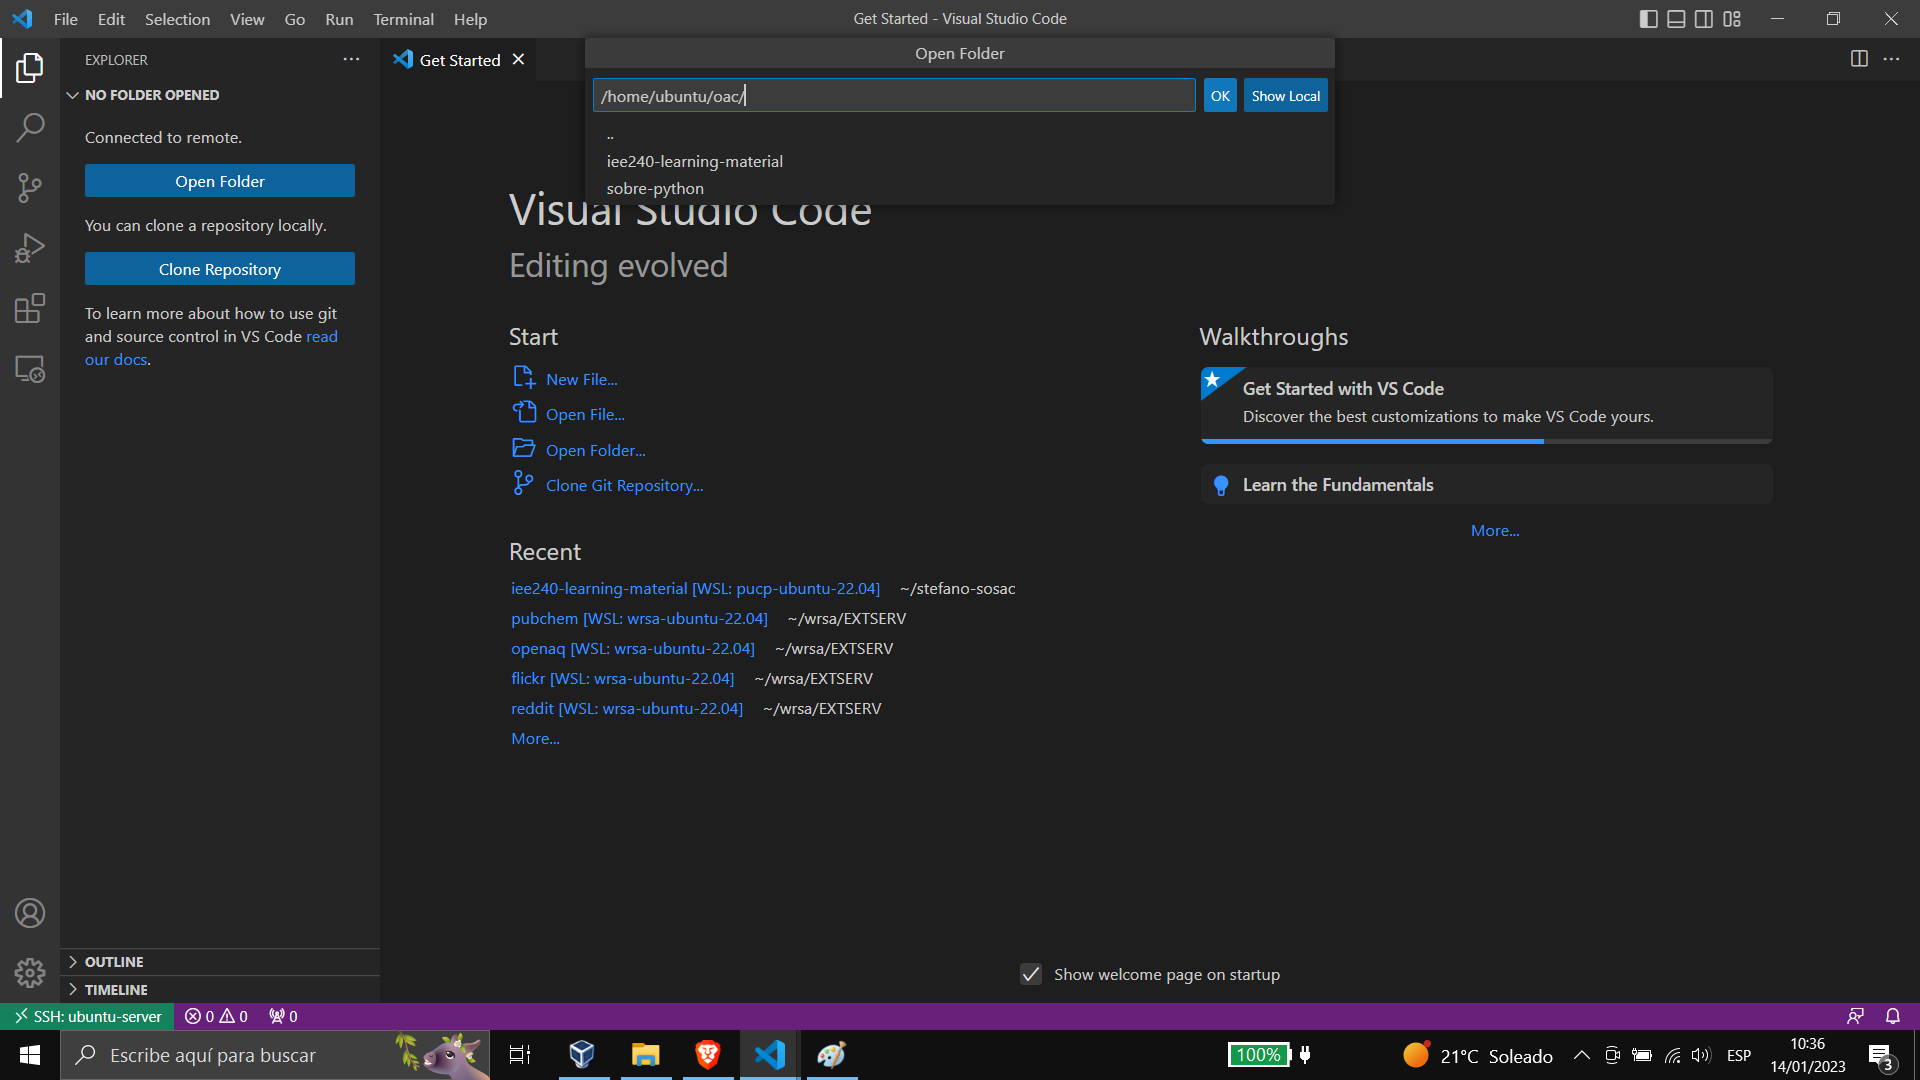 File Edit Selection View Go Run Terminal Help
Get Started - Visual Studio Code
EXPLORER
NO FOLDER OPENED
Connected to remote.
Open Folder
You can clone a repository locally.
Clone Repository
To learn more about how to use git
and source control in VS Code read
our docs.
OUTLINE
TIMELINE
Get Started
Open Folder
/home/ubuntu/oac/
OK
Show Local
..
iee240-learning-material
sobre-python
Visual Studio Code
Editing evolved
Start
New File...
Open File...
Open Folder...
Clone Git Repository...
Recent
iee240-learning-material [WSL: pucp-ubuntu-22.04] ~/stefano-sosac
pubchem [WSL: wrsa-ubuntu-22.04] ~/wrsa/EXTSERV
openaq [WSL: wrsa-ubuntu-22.04] ~/wrsa/EXTSERV
flickr [WSL: wrsa-ubuntu-22.04] ~/wrsa/EXTSERV
reddit [WSL: wrsa-ubuntu-22.04] ~/wrsa/EXTSERV
More...
Walkthroughs
Get Started with VS Code
Discover the best customizations to make VS Code yours.
Learn the Fundamentals
More...
Show welcome page on startup
SSH: ubuntu-server 0 0 0
Escribe aquí para buscar
100%
21°C Soleado
ESP
10:36
14/01/2023
3